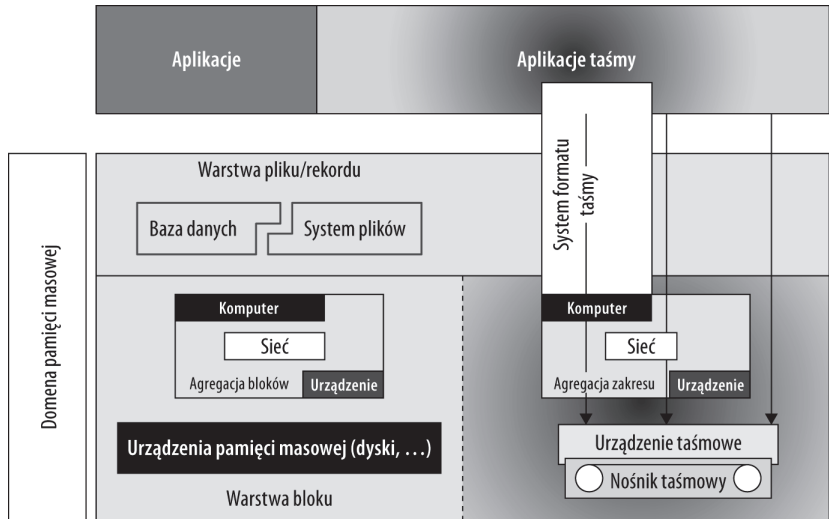 Aplikacje
Aplikacje taśmy
Domena pamięci masowej
Warstwa pliku/rekordu
Baza danych
System plików
System formatu
taśmy
Komputer
Sieć
Agregacja bloków
Urządzenie
Urządzenia pamięci masowej (dyski, …)
Warstwa bloku
Komputer
Sieć
Agregacja zakresu
Urządzenie
Urządzenie taśmowe
Nośnik taśmowy